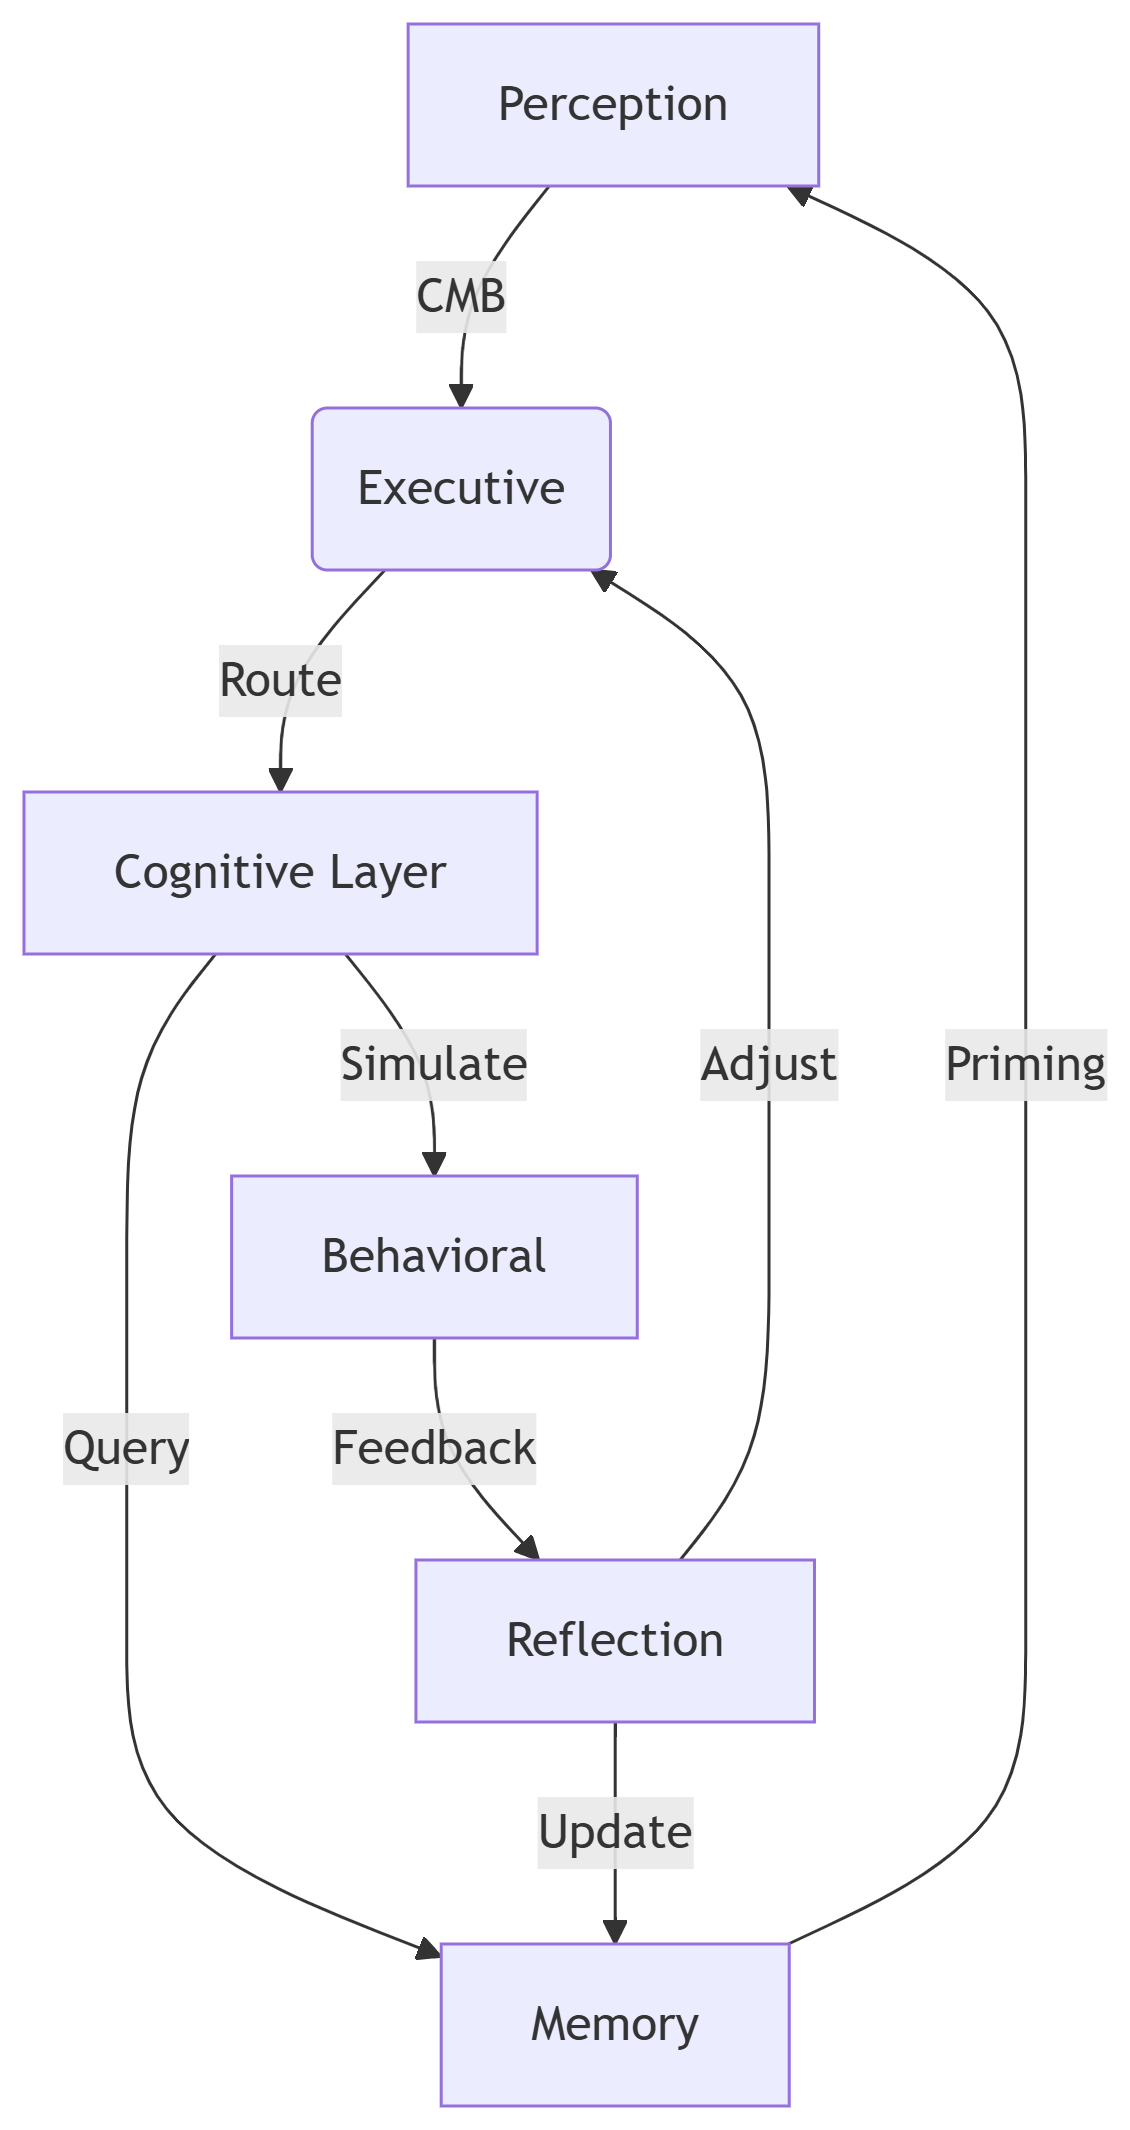 Perception
CMB
Executive
Route
Cognitive Layer
Simulate
Adjust
Priming
Behavioral
Query
Feedback
Reflection
Update
Memory